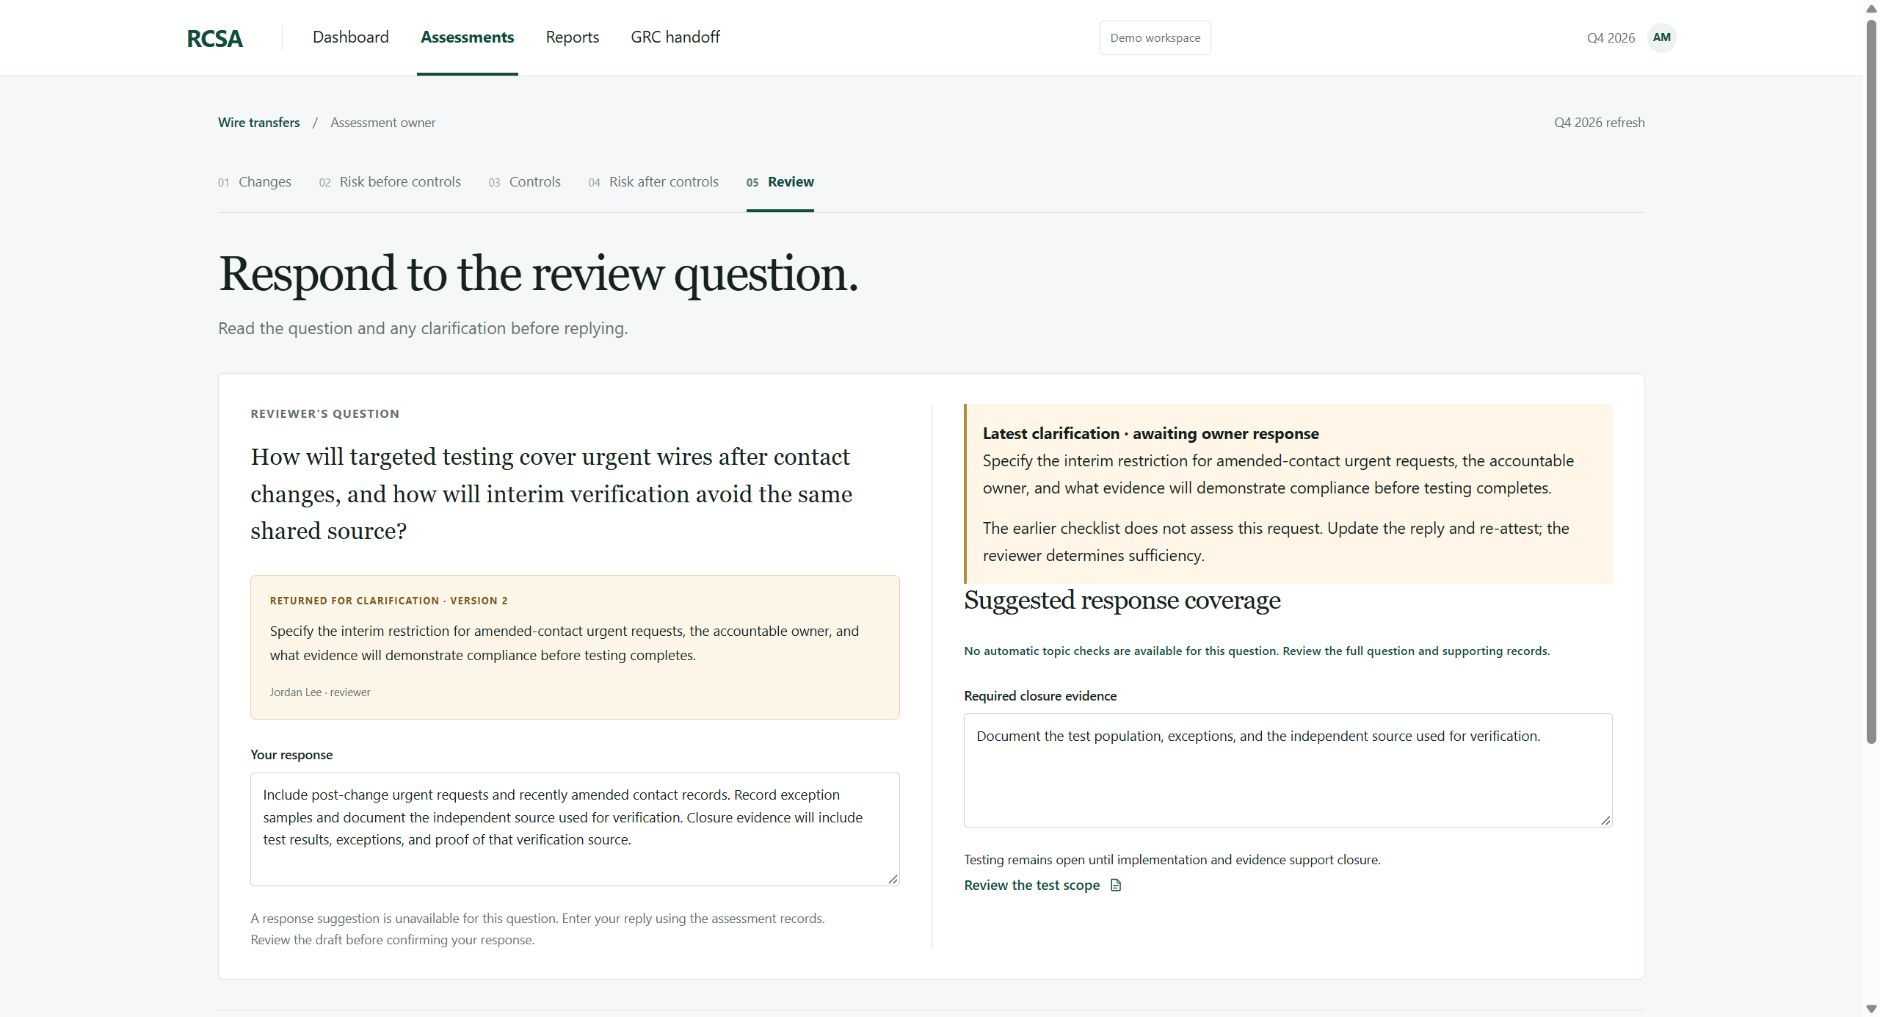 RCSA
Dashboard
Assessments
Reports
GRC handoff
Demo workspace
Q4 2026
AM
Wire transfers / Assessment owner
Q4 2026 refresh
01 Changes
02 Risk before controls
03 Controls
04 Risk after controls
05 Review
Respond to the review question.
Read the question and any clarification before replying.
REVIEWER'S QUESTION
How will targeted testing cover urgent wires after contact
changes, and how will interim verification avoid the same
shared source?
RETURNED FOR CLARIFICATION · VERSION 2
Specify the interim restriction for amended-contact urgent requests, the accountable owner, and
what evidence will demonstrate compliance before testing completes.
Jordan Lee · reviewer
Your response
Include post-change urgent requests and recently amended contact records. Record exception
samples and document the independent source used for verification. Closure evidence will include
test results, exceptions, and proof of that verification source.
A response suggestion is unavailable for this question. Enter your reply using the assessment records.
Review the draft before confirming your response.
Latest clarification · awaiting owner response
Specify the interim restriction for amended-contact urgent requests, the accountable
owner, and what evidence will demonstrate compliance before testing completes.
The earlier checklist does not assess this request. Update the reply and re-attest; the
reviewer determines sufficiency.
Suggested response coverage
No automatic topic checks are available for this question. Review the full question and supporting records.
Required closure evidence
Document the test population, exceptions, and the independent source used for verification.
Testing remains open until implementation and evidence support closure.
Review the test scope